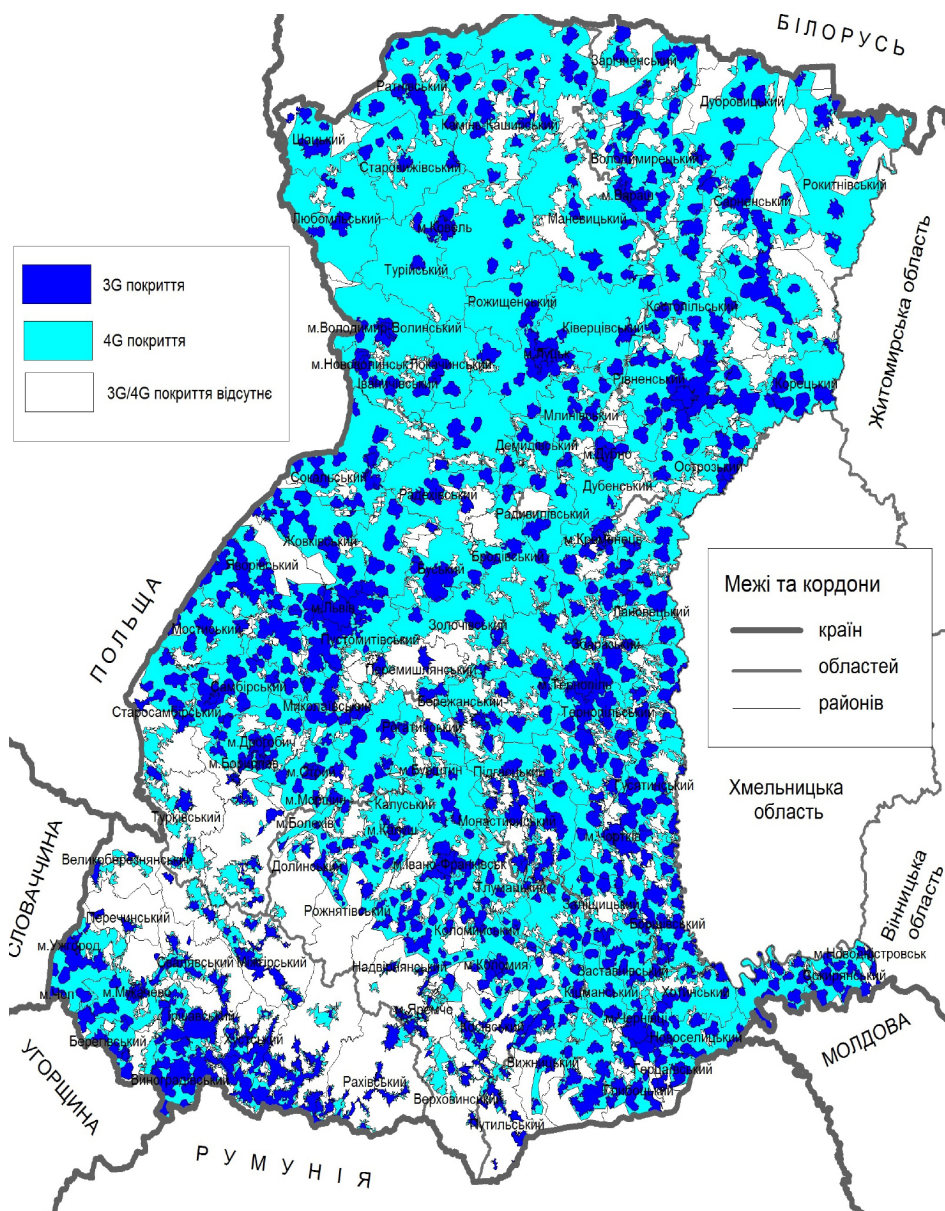 БІЛОРУСЬ
Зарічненський
Ратнівський
Дубровицький
Камінь-Каширський
Шацький
Володимирецький
Старовижівський
Рокитнівський
м.Вараш
Сарненський
Любомльський
Маневицький
м.Ковель
Турійський
Рожищенський
Костопільський
м.Володимир-Волинський
Ківерцівський
Житомирська область
3G покриття
4G покриття
3G/4G покриття відсутнє
м.Луцьк
м.Нововолинськ
Локачинський
Іваничівський
Рівненський
Корецький
Млинівський
Демидівський
м.Дубно
Острозький
Сокальський
Дубенський
Радехівський
Радивилівський
м.Кременець
Жовківський
Бродівський
Яворівський
Буський
Межі та кордони
країн
областей
районів
ПОЛЬЩА
м.Львів
Лановецький
Золочівський
Мостиський
Пустомитівський
Збаразький
Перемишлянський
Самбірський
м.Тернопіль
Бережанський
Миколаївський
Старосамбірський
Тернопільський
Рогатинський
м.Дрогобич
м.Борислав
м.Стрий
м.Бурштин
Підгаєцький
Гусятинський
Хмельницька
область
м.Моршин
Калуський
Турківський
м.Болехів
Монастириський
м.Калуш
м.Чортків
Великоберезнянський
Долинський
м.Івано-Франківськ
СЛОВАЧЧИНА
Тлумацький
Рожнятівський
Заліщицький
Перечинський
Борщівський
Вінницька
область
Коломийський
м.Ужгород
Свалявський
Міжгірський
Надвірнянський
м.Коломия
Заставнівський
м.Новодністровськ
Сокирянський
м.Чоп
м.Мукачево
Кіцманський
Хотинський
м.Яремче
м.Чернівці
Іршавський
Косівський
Берегівський
Хустський
Новоселицький
МОЛДОВА
Вижницький
Герцаївський
УГОРЩИНА
Виноградівський
Рахівський
Глибоцький
Верховинський
Путильський
РУМУНІЯ